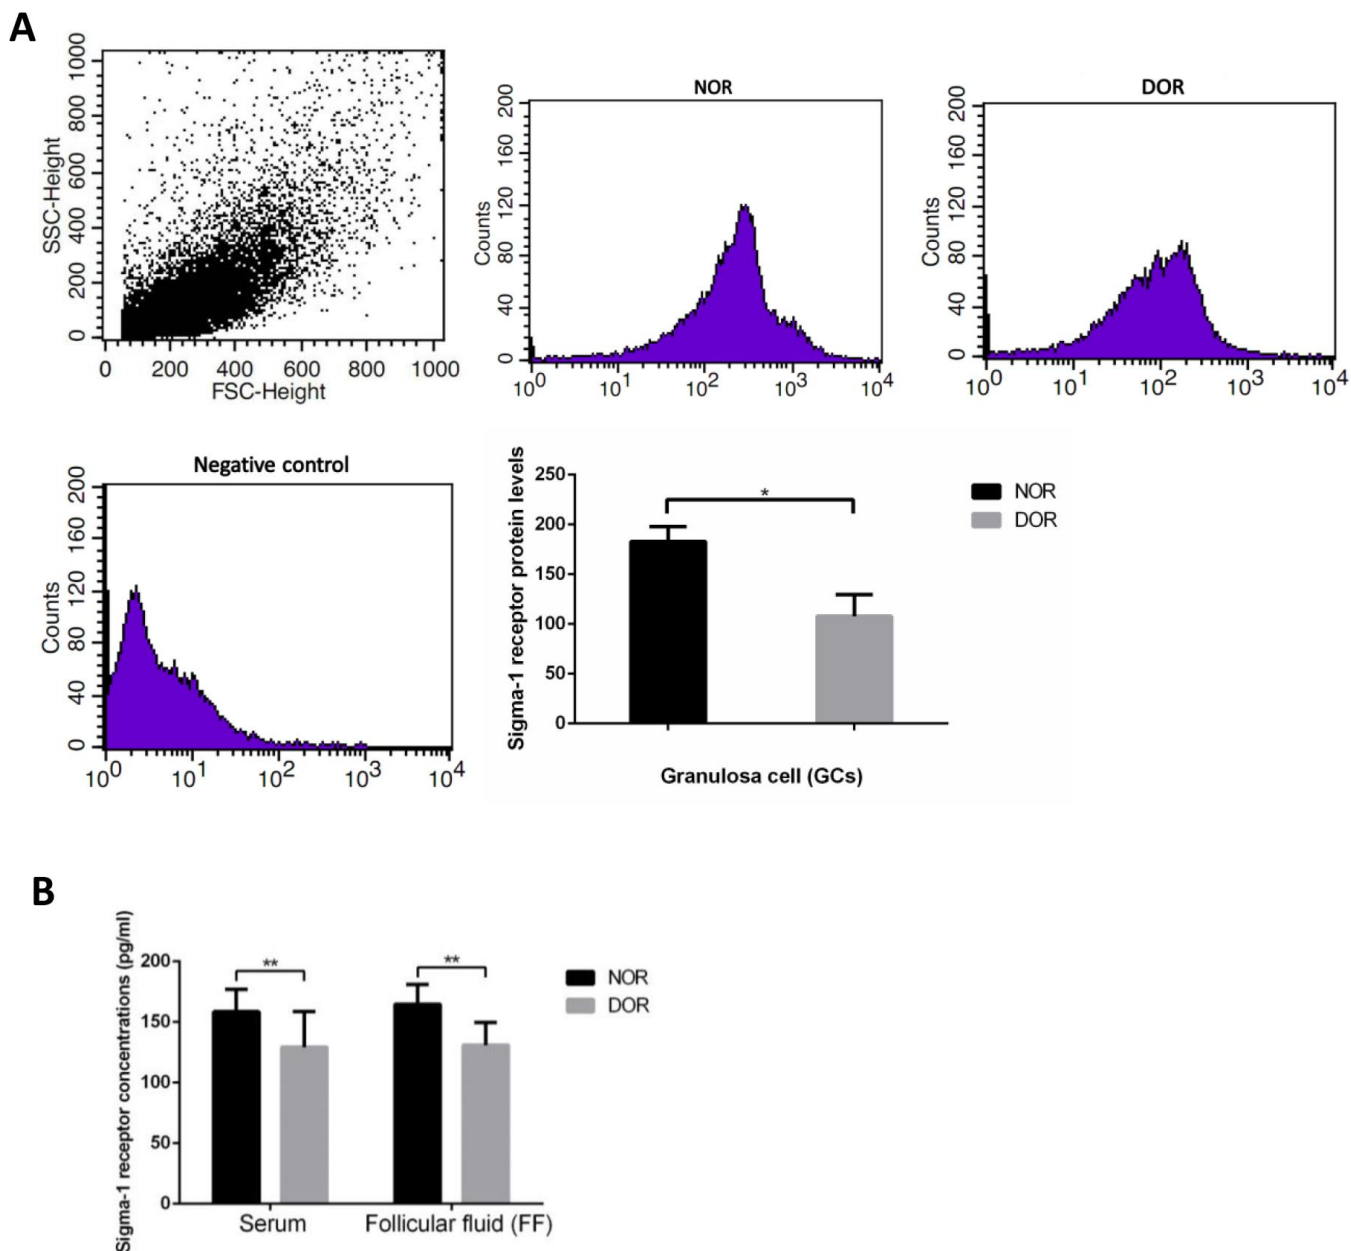 A
SSC-Height
1000
800
600
400
200
0
0 200 400 600 800 1000
FSC-Height
NOR
Counts
200
160
120
80
40
0
10^0 10^1 10^2 10^3 10^4
DOR
Counts
200
160
120
80
40
0
10^0 10^1 10^2 10^3 10^4
Negative control
Counts
200
160
120
80
40
0
10^0 10^1 10^2 10^3 10^4
Sigma-1 receptor protein levels
250
200
150
100
50
0
*
Granulosa cell (GCs)
NOR
DOR
B
Sigma-1 receptor concentrations (pg/ml)
200
150
100
50
0
**
**
Serum
Follicular fluid (FF)
NOR
DOR